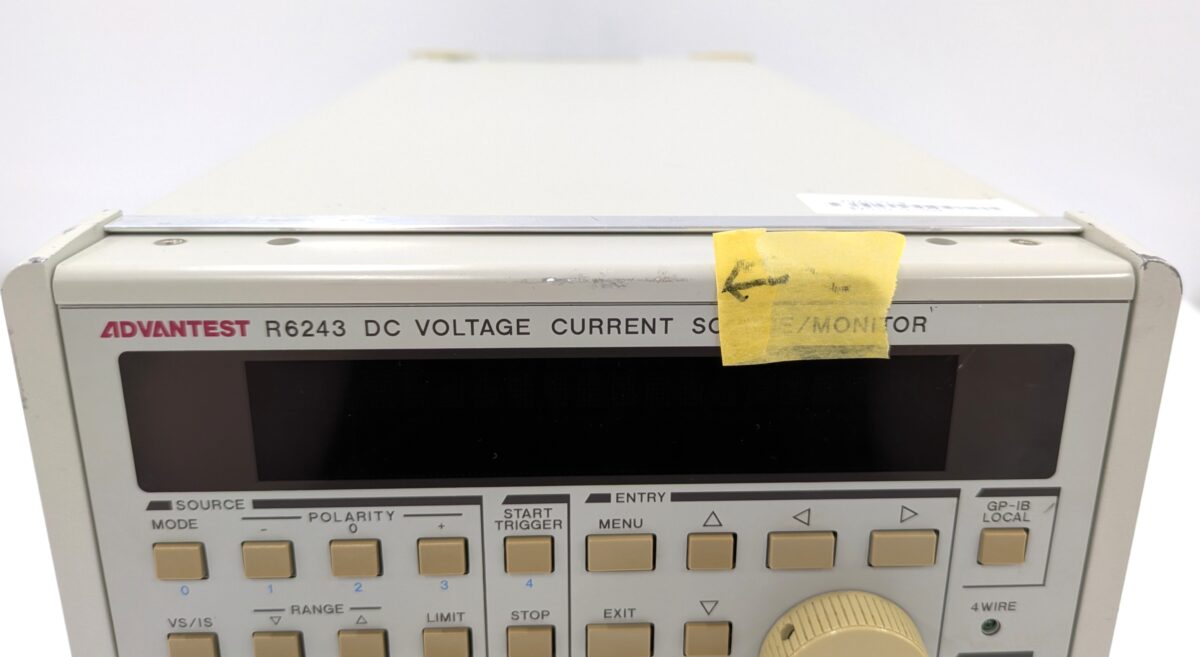 ADVANTEST R6243 DC VOLTAGE CURRENT SO E/MONITOR
SOURCE
MODE
POLARITY
- 0 +
0 1 2 3
START
TRIGGER
4
ENTRY
MENU
GP-IB
LOCAL
VS/IS
RANGE
LIMIT
STOP
EXIT
4WIRE